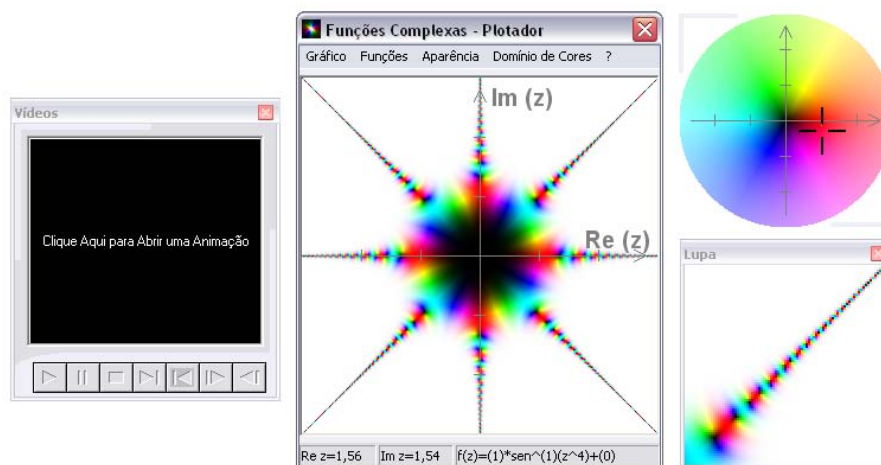 Vídeos
Clique Aqui para Abrir uma Animação
Funções Complexas - Plotador
Gráfico Funções Aparência Domínio de Cores ?
Im (z)
Re (z)
Re z=1,56 Im z=1,54 f(z)=(1)*sen^(1)(z^4)+(0)
Lupa